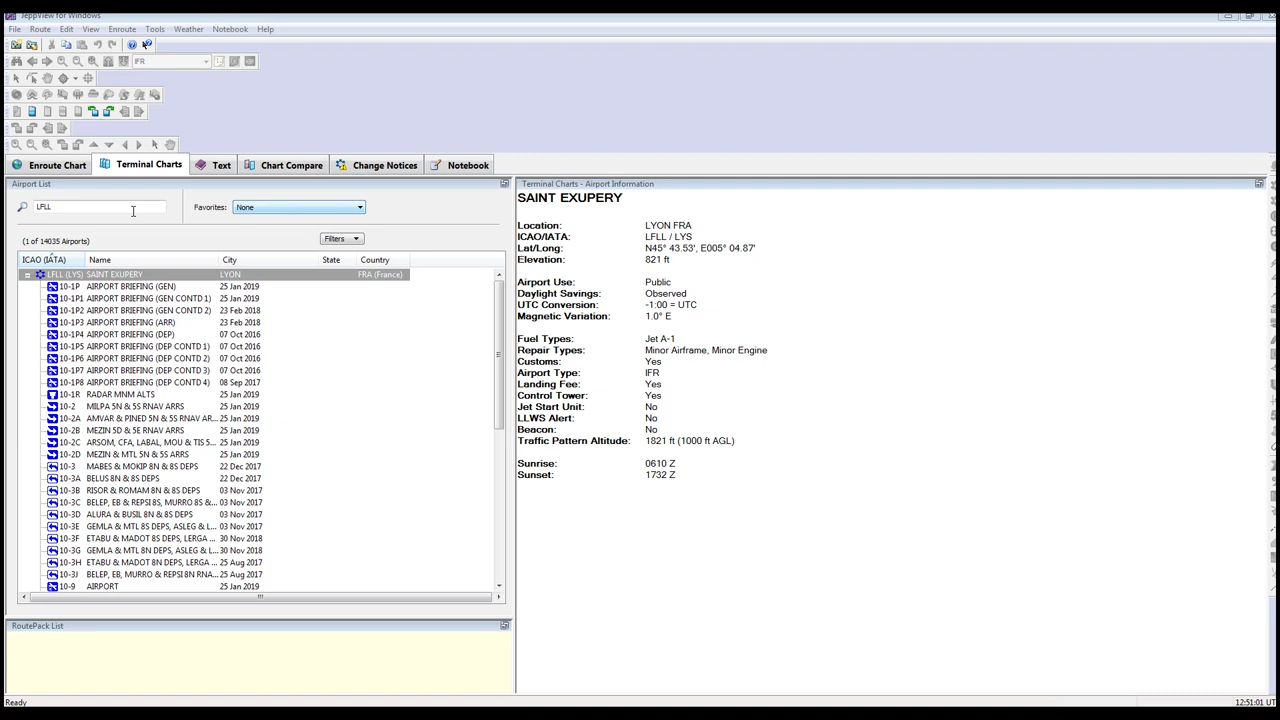 JeppView for Windows
File Route Edit View Enroute Tools Weather Notebook Help
IFR
Enroute Chart Terminal Charts Text Chart Compare Change Notices Notebook
Airport List
LFLL Favorites: None
(1 of 14035 Airports) Filters
ICAO (IATA) Name City State Country
LFLL (LYS) SAINT EXUPERY LYON FRA (France)
10-1P AIRPORT BRIEFING (GEN) 25 Jan 2019
10-1P1 AIRPORT BRIEFING (GEN CONTD 1) 25 Jan 2019
10-1P2 AIRPORT BRIEFING (GEN CONTD 2) 23 Feb 2018
10-1P3 AIRPORT BRIEFING (ARR) 23 Feb 2018
10-1P4 AIRPORT BRIEFING (DEP) 07 Oct 2016
10-1P5 AIRPORT BRIEFING (DEP CONTD 1) 07 Oct 2016
10-1P6 AIRPORT BRIEFING (DEP CONTD 2) 07 Oct 2016
10-1P7 AIRPORT BRIEFING (DEP CONTD 3) 07 Oct 2016
10-1P8 AIRPORT BRIEFING (DEP CONTD 4) 08 Sep 2017
10-1R RADAR MNM ALTS 25 Jan 2019
10-2 MILPA 5N & 5S RNAV ARRS 25 Jan 2019
10-2A AMVAR & PINED 5N & 5S RNAV AR... 25 Jan 2019
10-2B MEZIN 5D & 5E RNAV ARRS 25 Jan 2019
10-2C ARSOM, CFA, LABAL, MOU & TIS 5... 25 Jan 2019
10-2D MEZIN & MTL 5N & 5S ARRS 25 Jan 2019
10-3 MABES & MOKIP 8N & 8S DEPS 22 Dec 2017
10-3A BELUS 8N & 8S DEPS 22 Dec 2017
10-3B RISOR & ROMAM 8N & 8S DEPS 03 Nov 2017
10-3C BELEP, EB & REPSI 8S, MURRO 8S &... 03 Nov 2017
10-3D ALURA & BUSIL 8N & 8S DEPS 03 Nov 2017
10-3E GEMLA & MTL 8S DEPS, ASLEG & L... 03 Nov 2017
10-3F ETABU & MADOT 8S DEPS, LERGA ... 30 Nov 2018
10-3G GEMLA & MTL 8N DEPS, ASLEG & L... 30 Nov 2018
10-3H ETABU & MADOT 8N DEPS, LERGA ... 25 Aug 2017
10-3J BELEP, EB, MURRO & REPSI 8N RNA... 25 Jan 2019
10-9 AIRPORT 25 Jan 2019
RoutePack List
Terminal Charts - Airport Information
SAINT EXUPERY
Location: LYON FRA
ICAO/IATA: LFLL / LYS
Lat/Long: N45° 43.53', E005° 04.87'
Elevation: 821 ft
Airport Use: Public
Daylight Savings: Observed
UTC Conversion: -1:00 = UTC
Magnetic Variation: 1.0° E
Fuel Types: Jet A-1
Repair Types: Minor Airframe, Minor Engine
Customs: Yes
Airport Type: IFR
Landing Fee: Yes
Control Tower: Yes
Jet Start Unit: No
LLWS Alert: No
Beacon: No
Traffic Pattern Altitude: 1821 ft (1000 ft AGL)
Sunrise: 0610 Z
Sunset: 1732 Z
Ready 12:51:01 UT